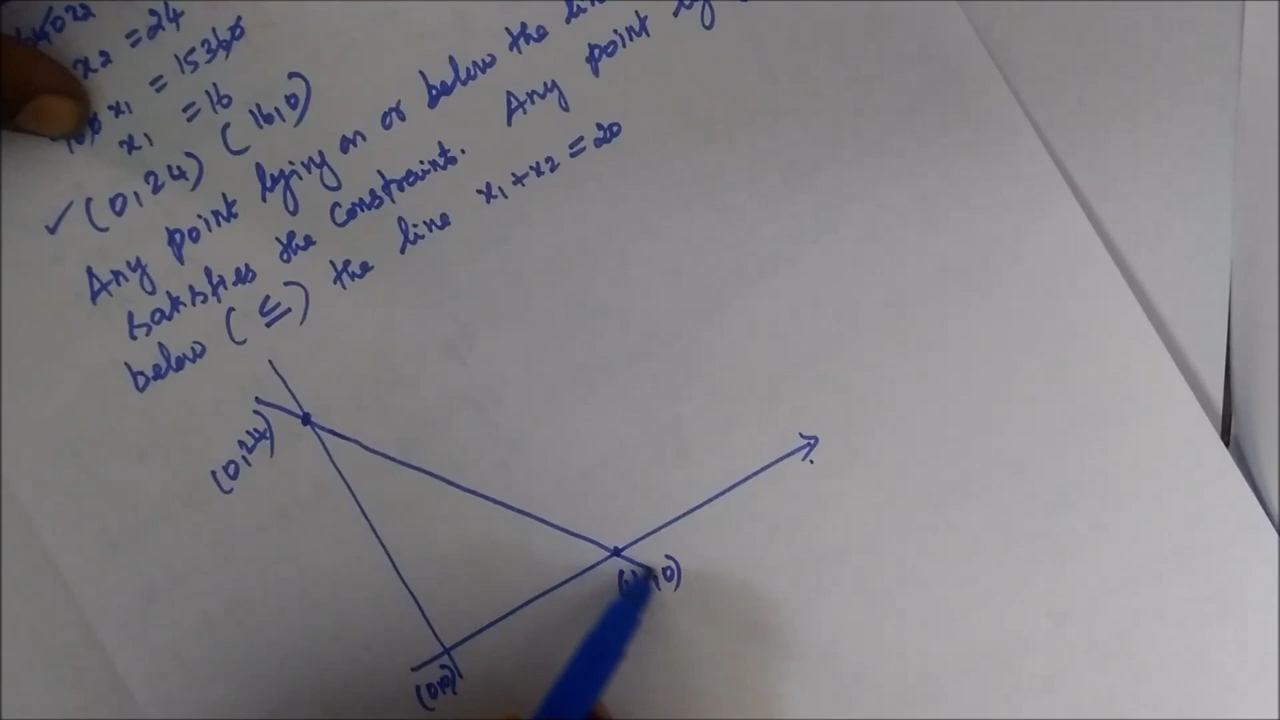 x2 = 24
x1 = 15360
x1 = 16
✓ (0,24) (16,0)
Any point lying on or below the line
satisfies the constraint. Any point
below (≤) the line x1+x2 = 20
(0,24)
(0,0)